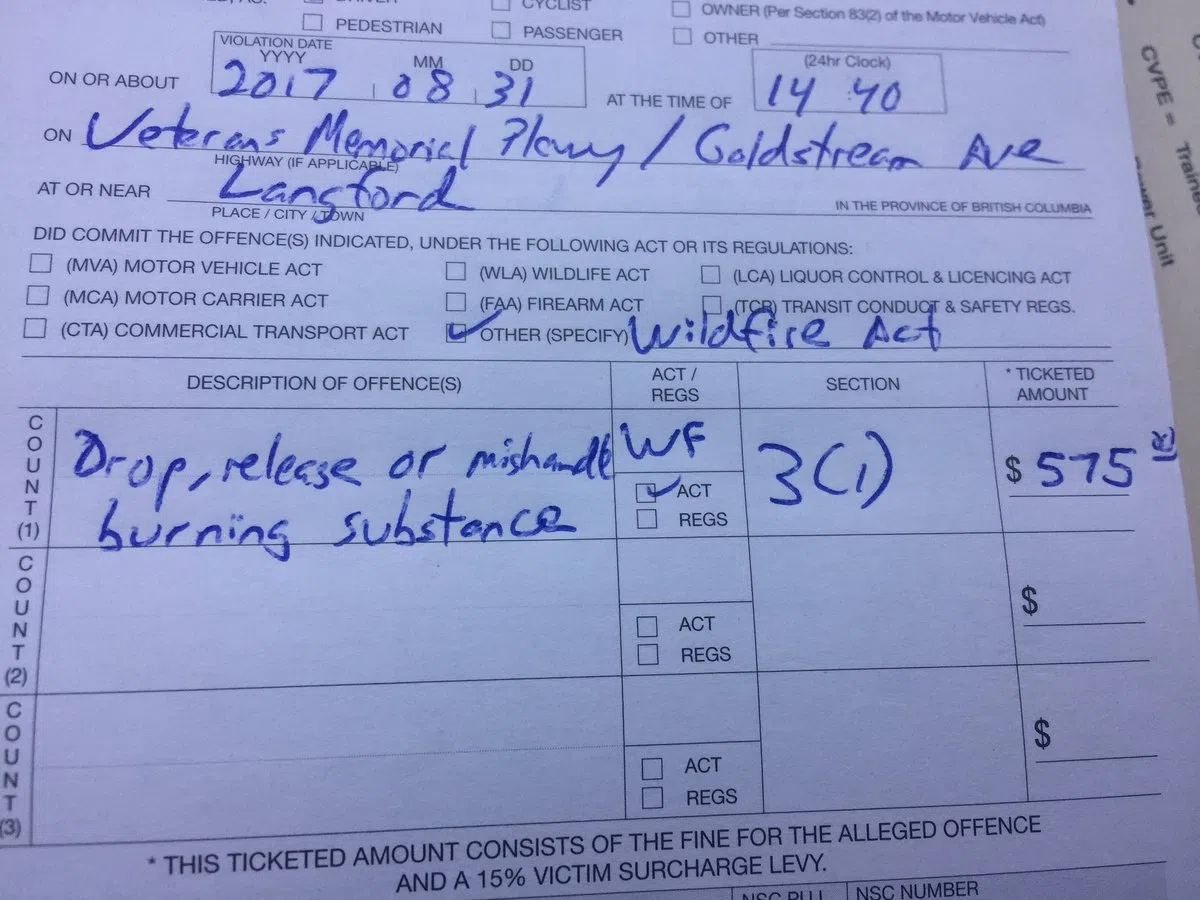 DRIVER
CYCLIST
OWNER (Per Section 83(2) of the Motor Vehicle Act)
PEDESTRIAN
PASSENGER
OTHER
VIOLATION DATE
YYYY MM DD
(24hr Clock)
ON OR ABOUT 2017 08 31 AT THE TIME OF 14:40
ON Veterans Memorial Pkwy / Goldstream Ave
HIGHWAY (IF APPLICABLE)
AT OR NEAR Langford IN THE PROVINCE OF BRITISH COLUMBIA
PLACE / CITY / TOWN
DID COMMIT THE OFFENCE(S) INDICATED, UNDER THE FOLLOWING ACT OR ITS REGULATIONS:
(MVA) MOTOR VEHICLE ACT (WLA) WILDLIFE ACT (LCA) LIQUOR CONTROL & LICENCING ACT
(MCA) MOTOR CARRIER ACT (FAA) FIREARM ACT (TCR) TRANSIT CONDUCT & SAFETY REGS.
(CTA) COMMERCIAL TRANSPORT ACT OTHER (SPECIFY) Wildfire Act
DESCRIPTION OF OFFENCE(S)
ACT /
REGS
SECTION
* TICKETED
AMOUNT
COUNT (1)
Drop, release or mishandle
burning substance
WF
ACT
REGS
3(1)
$ 575
COUNT (2)
ACT
REGS
$
COUNT (3)
ACT
REGS
$
* THIS TICKETED AMOUNT CONSISTS OF THE FINE FOR THE ALLEGED OFFENCE
AND A 15% VICTIM SURCHARGE LEVY.
NSC NUMBER
CVPE =
Unit